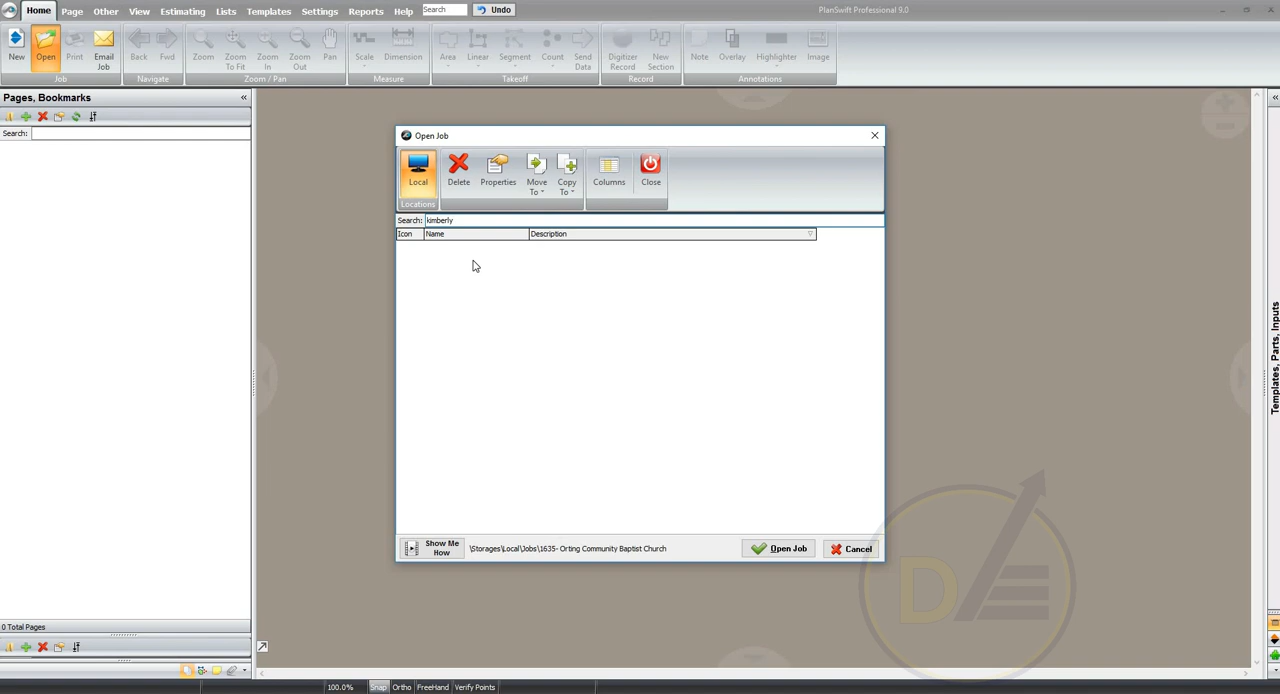 Home Page Other View Estimating Lists Templates Settings Reports Help Search Undo PlanSwift Professional 9.0
New Open Print Email Job Back Fwd Zoom Zoom To Fit Zoom In Zoom Out Pan Scale Dimension Area Linear Segment Count Send Data Digitizer Record New Section Note Overlay Highlighter Image
Job Navigate Zoom / Pan Measure Takeoff Record Annotations
Pages, Bookmarks
Search:
Open Job
Local Delete Properties Move To Copy To Columns Close
Locations
Search: kimberly
Icon Name Description
Templates, Parts, Inputs
Show Me How \Storages\Local\Jobs\1635- Orting Community Baptist Church Open Job Cancel
D
0 Total Pages
100.0% Snap Ortho FreeHand Verify Points